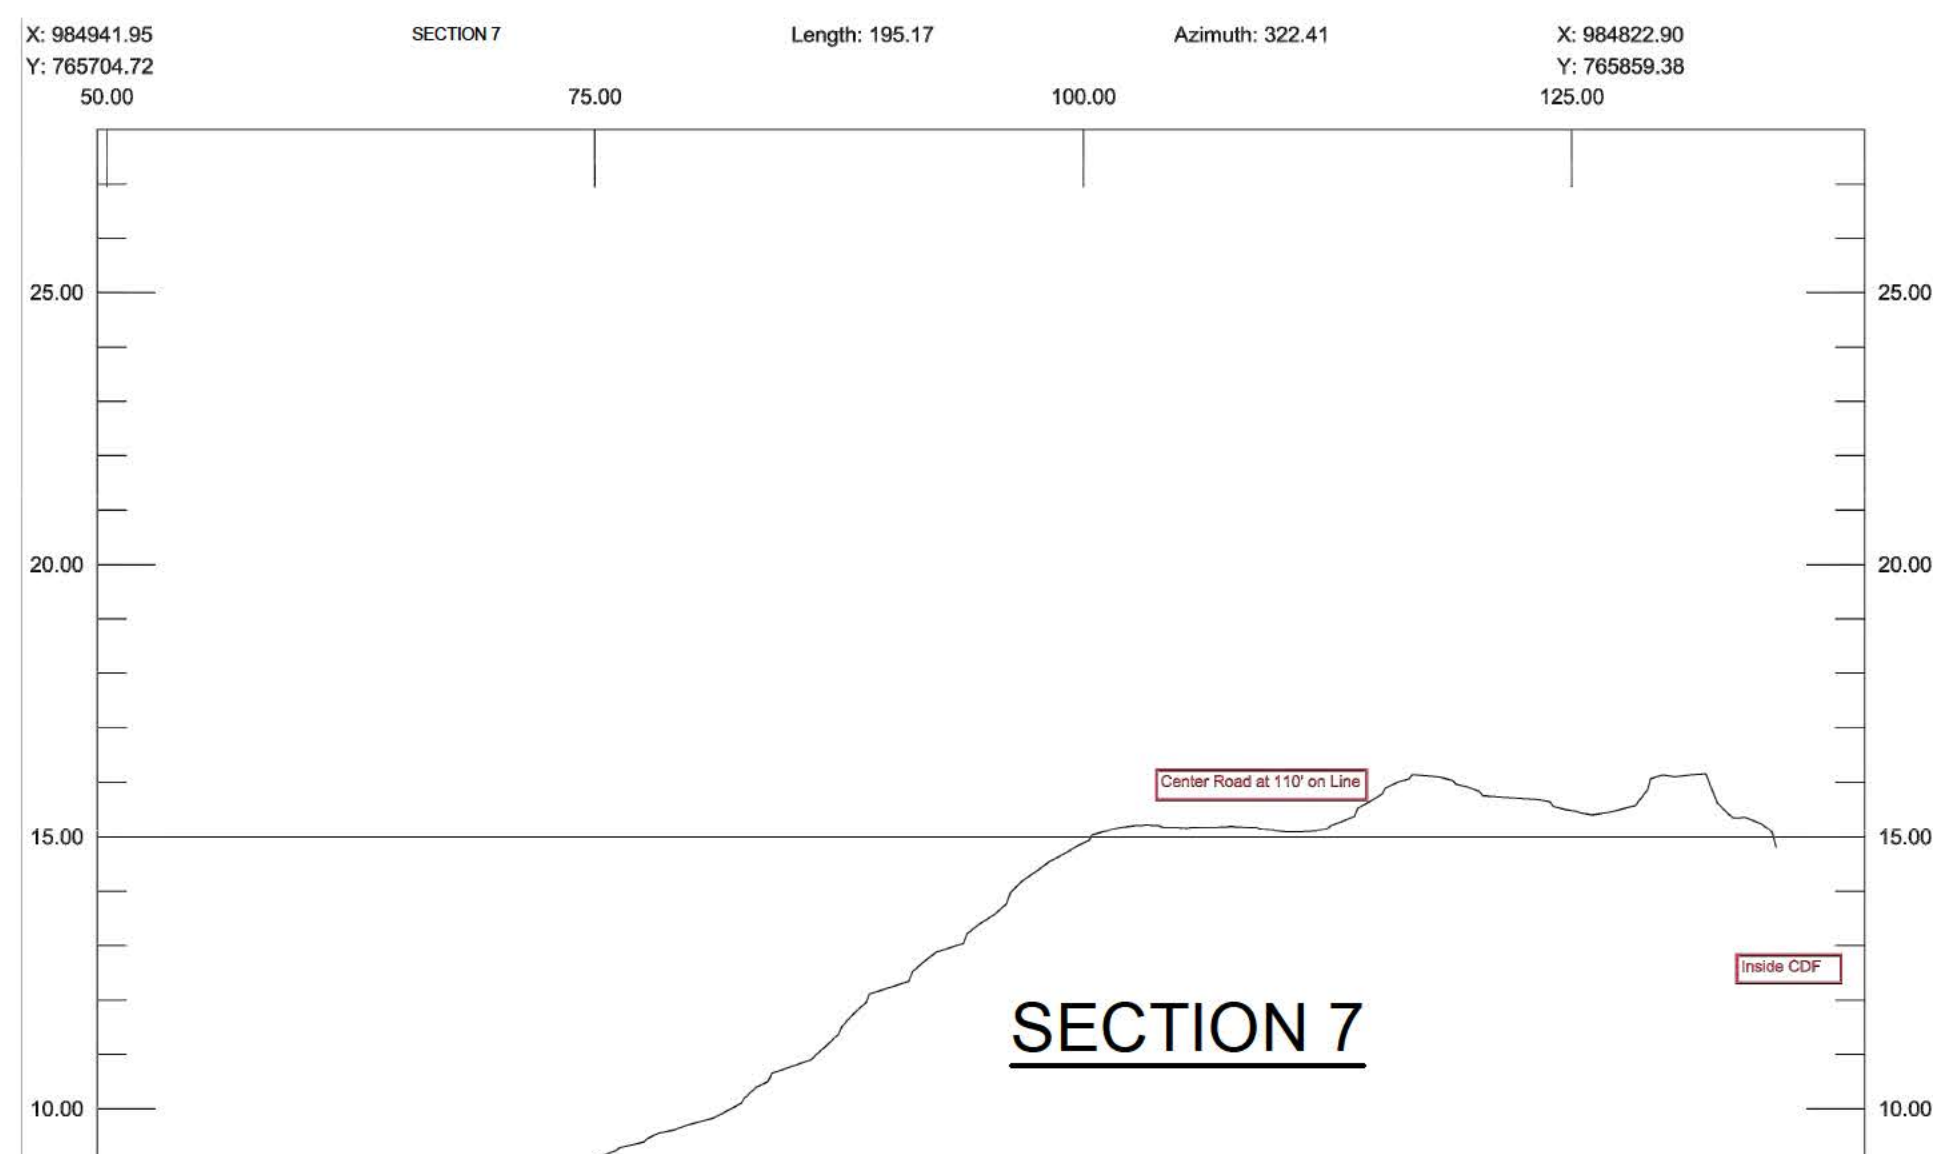 X: 984941.95 SECTION 7 Length: 195.17 Azimuth: 322.41 X: 984822.90
Y: 765704.72 Y: 765859.38
50.00 75.00 100.00 125.00
25.00 25.00
20.00 20.00
Center Road at 110' on Line
15.00 15.00
Inside CDF
SECTION 7
10.00 10.00